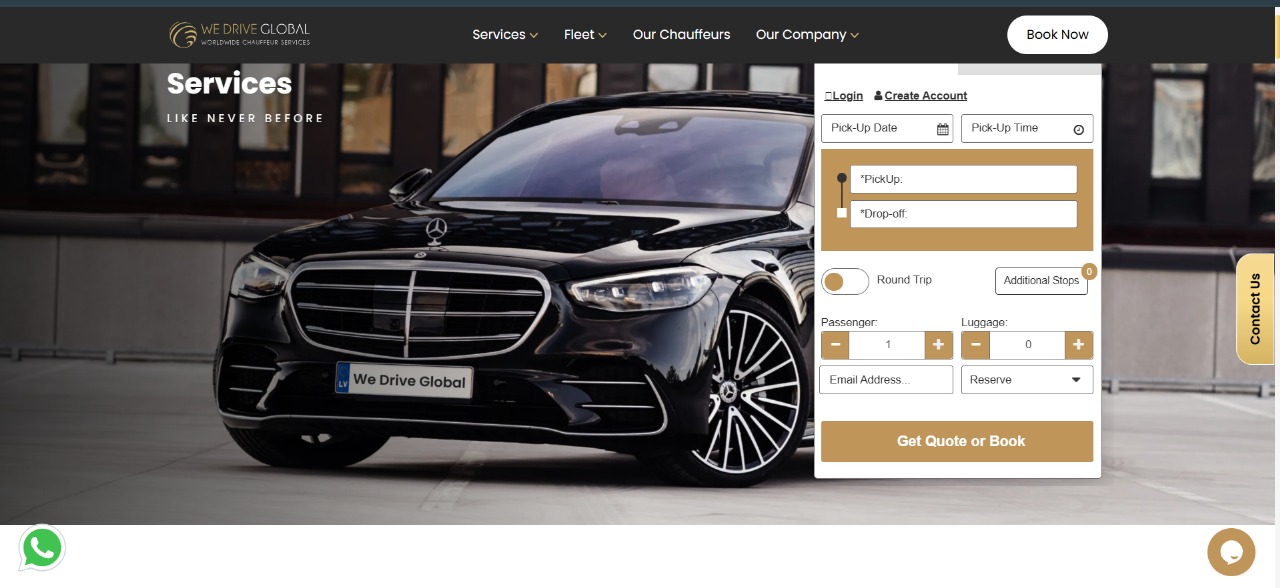 WE DRIVE GLOBAL
WORLDWIDE CHAUFFEUR SERVICES
Services
Fleet
Our Chauffeurs
Our Company
Book Now
Services
LIKE NEVER BEFORE
Login
Create Account
Pick-Up Date
Pick-Up Time
*PickUp:
*Drop-off:
Round Trip
Additional Stops
0
Passenger:
Luggage:
1
0
Email Address...
Reserve
Get Quote or Book
Contact Us
LV
We Drive Global